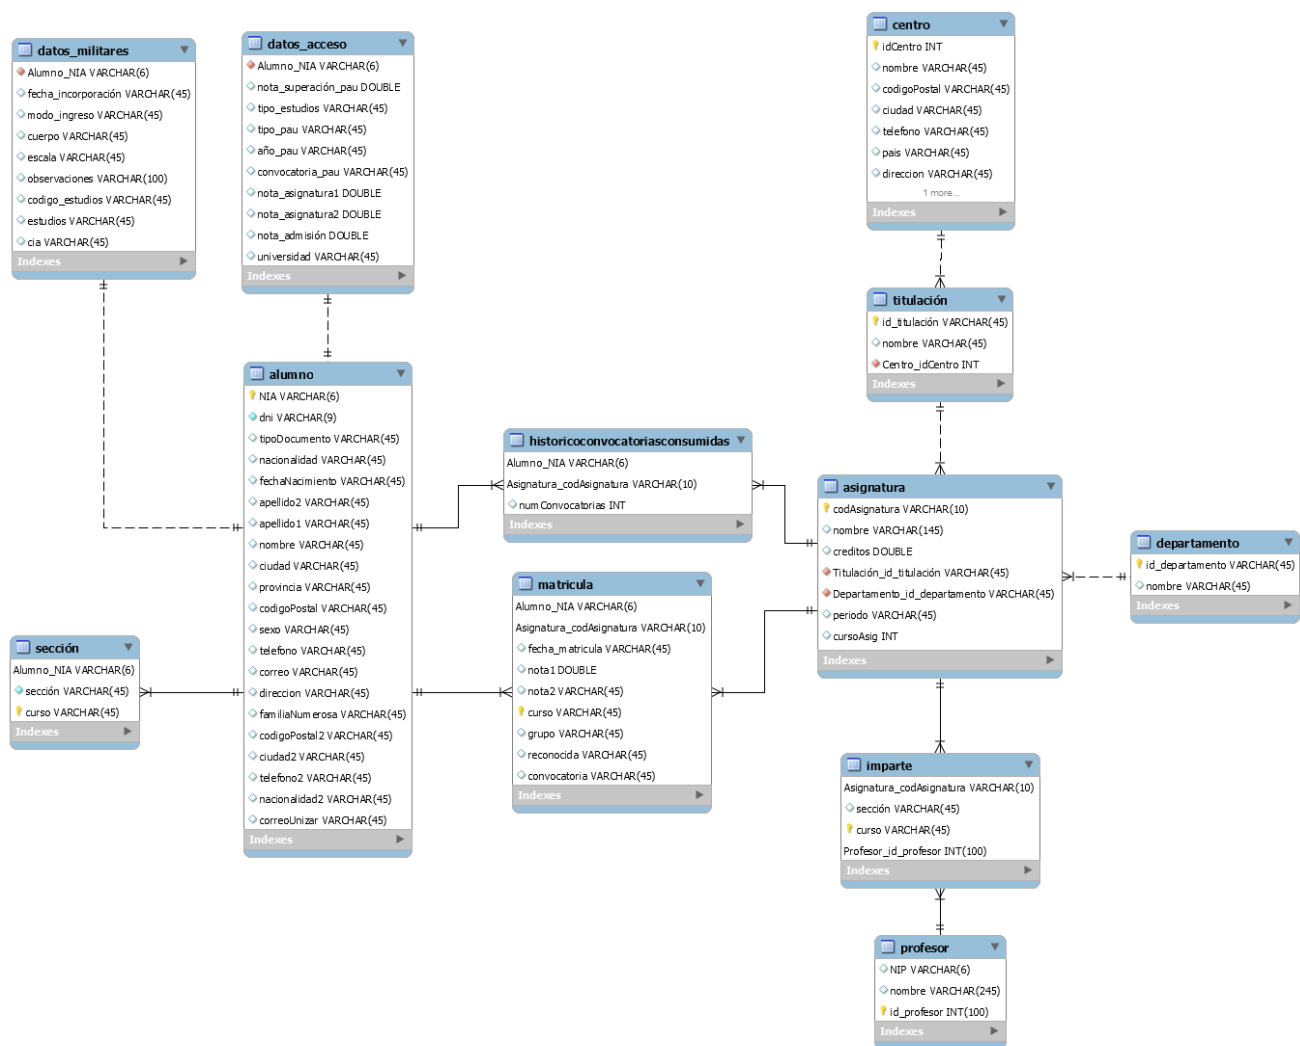 datos_militares
Alumno_NIA VARCHAR(6)
fecha_incorporación VARCHAR(45)
modo_ingreso VARCHAR(45)
cuerpo VARCHAR(45)
escala VARCHAR(45)
observaciones VARCHAR(100)
codigo_estudios VARCHAR(45)
estudios VARCHAR(45)
cia VARCHAR(45)
Indexes
datos_acceso
Alumno_NIA VARCHAR(6)
nota_superación_pau DOUBLE
tipo_estudios VARCHAR(45)
tipo_pau VARCHAR(45)
año_pau VARCHAR(45)
convocatoria_pau VARCHAR(45)
nota_asignatura1 DOUBLE
nota_asignatura2 DOUBLE
nota_admisión DOUBLE
universidad VARCHAR(45)
Indexes
centro
idCentro INT
nombre VARCHAR(45)
codigoPostal VARCHAR(45)
ciudad VARCHAR(45)
telefono VARCHAR(45)
pais VARCHAR(45)
direccion VARCHAR(45)
1 more...
Indexes
titulación
id_titulación VARCHAR(45)
nombre VARCHAR(45)
Centro_idCentro INT
Indexes
alumno
NIA VARCHAR(6)
dni VARCHAR(9)
tipoDocumento VARCHAR(45)
nacionalidad VARCHAR(45)
fechaNacimiento VARCHAR(45)
apellido2 VARCHAR(45)
apellido1 VARCHAR(45)
nombre VARCHAR(45)
ciudad VARCHAR(45)
provincia VARCHAR(45)
codigoPostal VARCHAR(45)
sexo VARCHAR(45)
telefono VARCHAR(45)
correo VARCHAR(45)
direccion VARCHAR(45)
familiaNumerosa VARCHAR(45)
codigoPostal2 VARCHAR(45)
ciudad2 VARCHAR(45)
telefono2 VARCHAR(45)
nacionalidad2 VARCHAR(45)
correoUnizar VARCHAR(45)
Indexes
historicoconvocatoriasconsumidas
Alumno_NIA VARCHAR(6)
Asignatura_codAsignatura VARCHAR(10)
numConvocatorias INT
Indexes
asignatura
codAsignatura VARCHAR(10)
nombre VARCHAR(145)
creditos DOUBLE
Titulación_id_titulación VARCHAR(45)
Departamento_id_departamento VARCHAR(45)
periodo VARCHAR(45)
cursoAsig INT
Indexes
departamento
id_departamento VARCHAR(45)
nombre VARCHAR(45)
Indexes
matricula
Alumno_NIA VARCHAR(6)
Asignatura_codAsignatura VARCHAR(10)
fecha_matricula VARCHAR(45)
nota1 DOUBLE
nota2 VARCHAR(45)
curso VARCHAR(45)
grupo VARCHAR(45)
reconocida VARCHAR(45)
convocatoria VARCHAR(45)
Indexes
sección
Alumno_NIA VARCHAR(6)
sección VARCHAR(45)
curso VARCHAR(45)
Indexes
imparte
Asignatura_codAsignatura VARCHAR(10)
sección VARCHAR(45)
curso VARCHAR(45)
Profesor_id_profesor INT(100)
Indexes
profesor
NIP VARCHAR(6)
nombre VARCHAR(245)
id_profesor INT(100)
Indexes